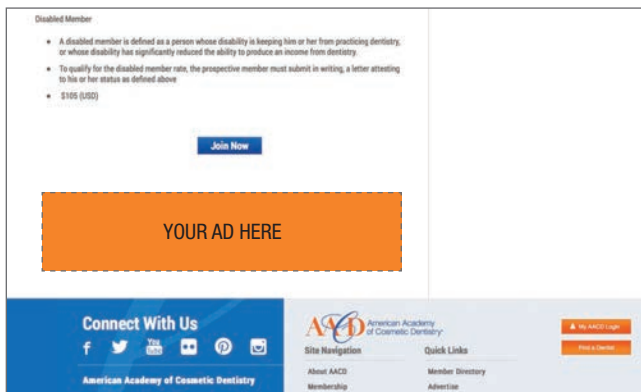 Disabled Member
• A disabled member is defined as a person whose disability is keeping him or her from practicing dentistry,
or whose disability has significantly reduced the ability to produce an income from dentistry.
• To qualify for the disabled member rate, the prospective member must submit in writing, a letter attesting
to his or her status as defined above
• $105 (USD)
Join Now
YOUR AD HERE
Connect With Us
You Tube
American Academy of Cosmetic Dentistry
AACD American Academy
of Cosmetic Dentistry
Site Navigation
About AACD
Membership
Quick Links
Member Directory
Advertise
My AACD Login
Find a Dentist